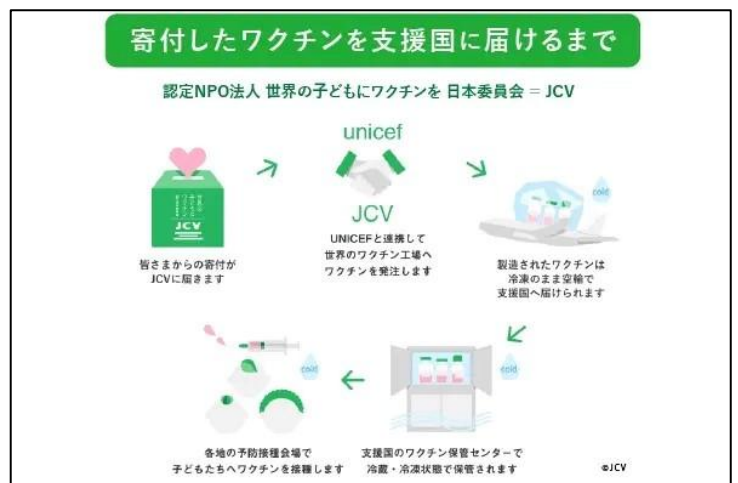 寄付したワクチンを支援国に届けるまで
認定NPO法人 世界の子どもにワクチンを 日本委員会 = JCV
unicef
JCV
JCV
皆さまからの寄付が
JCVに届きます
UNICEFと連携して
世界のワクチン工場へ
ワクチンを発注します
cold
製造されたワクチンは
冷凍のまま空輸で
支援国へ届けられます
cold
cold
各地の予防接種会場で
子どもたちへワクチンを接種します
支援国のワクチン保管センターで
冷蔵・冷凍状態で保管されます
©JCV